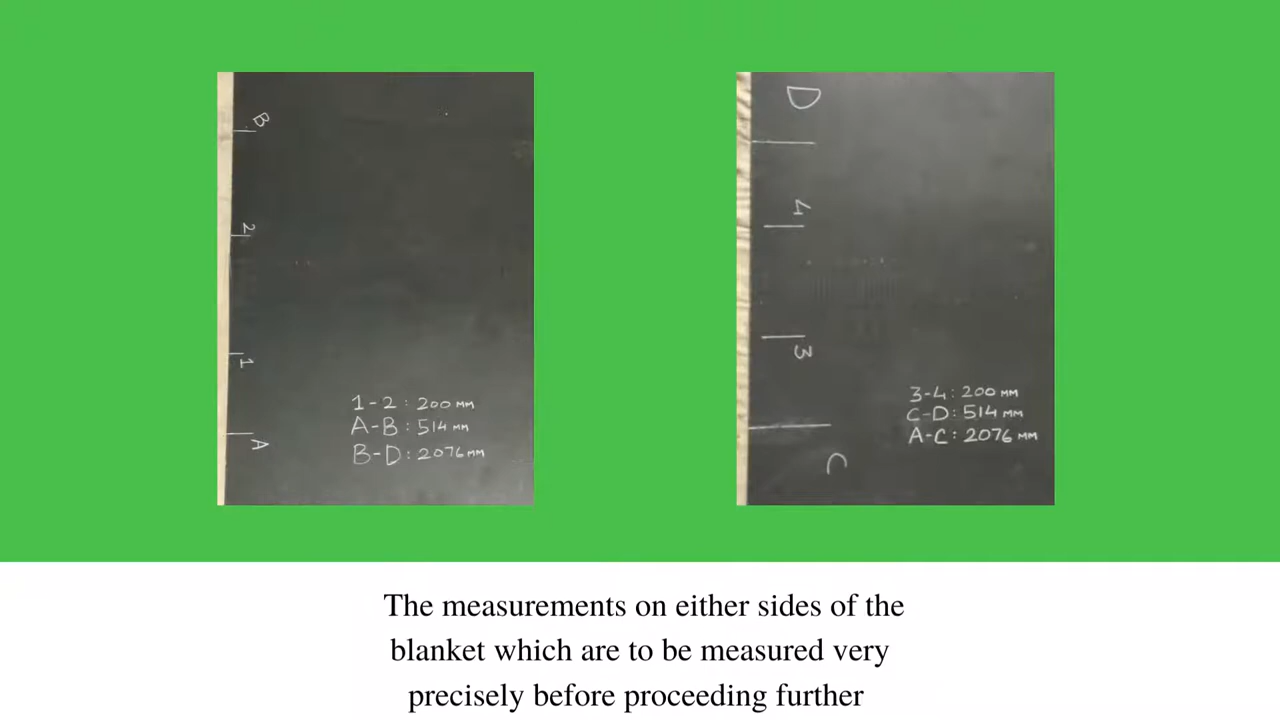 B
2
1
A
1-2 : 200 MM
A-B : 514 MM
B-D : 2076 MM
D
4
3
C
3-4 : 200 MM
C-D : 514 MM
A-C : 2076 MM
The measurements on either sides of the
blanket which are to be measured very
precisely before proceeding further